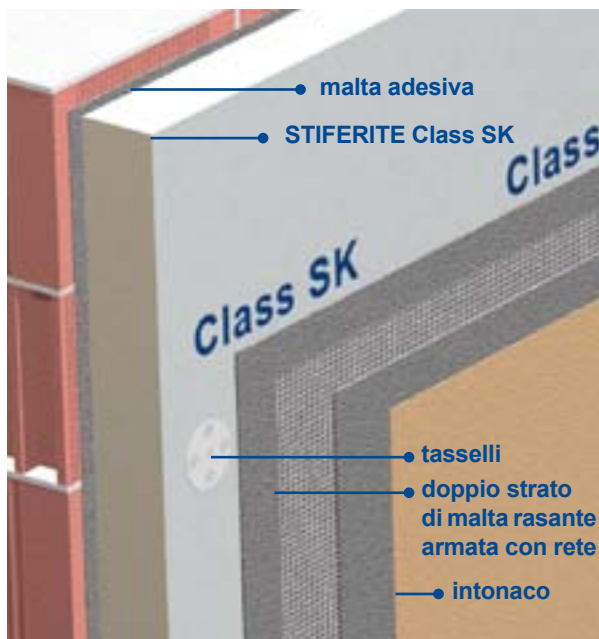 malta adesiva
STIFERITE Class SK
Class
Class SK
tasselli
doppio strato
di malta rasante
armata con rete
intonaco